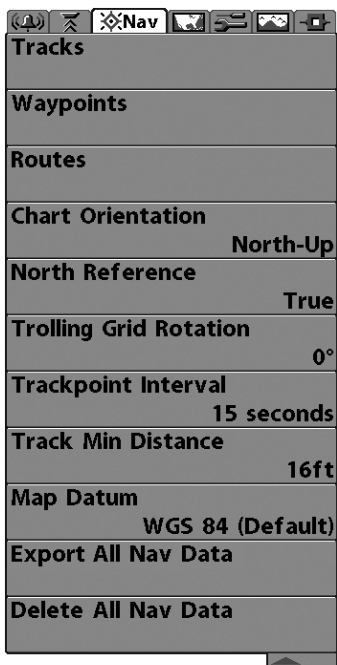 Nav
Tracks
Waypoints
Routes
Chart Orientation
North-Up
North Reference
True
Trolling Grid Rotation
0°
Trackpoint Interval
15 seconds
Track Min Distance
16ft
Map Datum
WGS 84 (Default)
Export All Nav Data
Delete All Nav Data